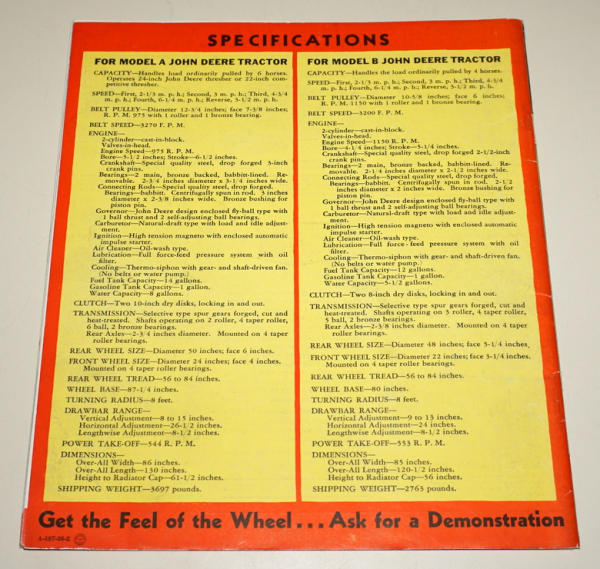 SPECIFICATIONS
FOR MODEL A JOHN DEERE TRACTOR
CAPACITY—Handles load ordinarily pulled by 6 horses.
Operates 24-inch John Deere thresher or 22-inch com-
petitive thresher.
SPEED—First, 2-1/3 m. p. h.; Second, 3 m. p. h.; Third, 4-3/4
m. p. h.; Fourth, 6-1/4 m. p. h.; Reverse, 3-1/2 m. p. h.
BELT PULLEY—Diameter 12-3/4 inches; face 7-3/8 inches;
R. P. M. 975 with 1 roller and 1 bronze bearing.
BELT SPEED—3270 F. P. M.
ENGINE—
2-cylinder—cast-in-block.
Valves-in-head.
Engine Speed—975 R. P. M.
Bore—5-1/2 inches; Stroke—6-1/2 inches.
Crankshaft—Special quality steel, drop forged 3-inch
crank pins.
Bearings—2 main, bronze backed, babbitt-lined. Re-
movable. 2-3/4 inches diameter x 3-1/4 inches wide.
Connecting Rods—Special quality steel, drop forged.
Bearings—babbitt. Centrifugally spun in rod. 3 inches
diameter x 2-3/8 inches wide. Bronze bushing for
piston pin.
Governor—John Deere design enclosed fly-ball type with
1 ball thrust and 2 self-adjusting ball bearings.
Carburetor—Natural-draft type with load and idle adjust-
ment.
Ignition—High tension magneto with enclosed automatic
impulse starter.
Air Cleaner—Oil-wash type.
Lubrication—Full force-feed pressure system with oil
filter.
Cooling—Thermo-siphon with gear- and shaft-driven fan.
(No belts or water pump.)
Fuel Tank Capacity—14 gallons.
Gasoline Tank Capacity—1 gallon.
Water Capacity—8 gallons.
CLUTCH—Two 10-inch dry disks, locking in and out.
TRANSMISSION—Selective type spur gears forged, cut and
heat-treated. Shafts operating on 2 roller, 4 taper roller,
6 ball, 2 bronze bearings.
Rear Axles—2-3/4 inches diameter. Mounted on 4 taper
roller bearings.
REAR WHEEL SIZE—Diameter 50 inches; face 6 inches.
FRONT WHEEL SIZE—Diameter 24 inches; face 4 inches.
Mounted on 4 taper roller bearings.
REAR WHEEL TREAD—56 to 84 inches.
WHEEL BASE—87-1/4 inches.
TURNING RADIUS—8 feet.
DRAWBAR RANGE—
Vertical Adjustment—8 to 15 inches.
Horizontal Adjustment—26-1/2 inches.
Lengthwise Adjustment—8-1/2 inches.
POWER TAKE-OFF—544 R. P. M.
DIMENSIONS—
Over-All Width—86 inches.
Over-All Length—130 inches.
Height to Radiator Cap—61-1/2 inches.
SHIPPING WEIGHT—3697 pounds.
FOR MODEL B JOHN DEERE TRACTOR
CAPACITY—Handles the load ordinarily pulled by 4 horses.
SPEED—First, 2-1/3 m. p. h.; Second, 3 m. p. h.; Third, 4-3/4
m. p. h.; Fourth, 6-1/4 m. p. h.; Reverse, 3-1/2 m. p. h.
BELT PULLEY—Diameter 10-5/8 inches; face 6 inches;
R. P. M. 1150 with 1 roller and 1 bronze bearing.
BELT SPEED—3200 F. P. M.
ENGINE—
2-cylinder—cast-in-block.
Valves-in-head.
Engine Speed—1150 R. P. M.
Bore—4-1/4 inches; Stroke—5-1/4 inches.
Crankshaft—Special quality steel, drop forged 2-1/2-inch
crank pins.
Bearings—2 main, bronze backed, babbitt-lined. Re-
movable. 2-1/4 inches diameter x 2-1/2 inches wide.
Connecting Rods—Special quality steel, drop forged.
Bearings—babbitt. Centrifugally spun in rod. 2-1/2
inches diameter x 2 inches wide. Bronze bushing for
piston pin.
Governor—John Deere design enclosed fly-ball type with
1 ball thrust and 2 self-adjusting ball bearings.
Carburetor—Natural-draft type with load and idle adjust-
ment.
Ignition—High tension magneto with enclosed automatic
impulse starter.
Air Cleaner—Oil-wash type.
Lubrication—Full force-feed pressure system with oil
filter.
Cooling—Thermo-siphon with gear- and shaft-driven fan.
(No belts or water pump.)
Fuel Tank Capacity—12 gallons.
Gasoline Tank Capacity—1 gallon.
Water Capacity—5-1/2 gallons.
CLUTCH—Two 8-inch dry disks, locking in and out.
TRANSMISSION—Selective type spur gears forged, cut and
heat-treated. Shafts operating on 3 roller, 4 taper roller,
5 ball, 2 bronze bearings.
Rear Axles—2-3/8 inches diameter. Mounted on 4 taper
roller bearings.
REAR WHEEL SIZE—Diameter 48 inches; face 5-1/4 inches.
FRONT WHEEL SIZE—Diameter 22 inches; face 3-1/4 inches.
Mounted on 4 taper roller bearings.
REAR WHEEL TREAD—56 to 84 inches.
WHEEL BASE—80 inches.
TURNING RADIUS—8 feet.
DRAWBAR RANGE—
Vertical Adjustment—9 to 13 inches.
Horizontal Adjustment—24 inches.
Lengthwise Adjustment—8-1/2 inches.
POWER TAKE-OFF—553 R. P. M.
DIMENSIONS—
Over-All Width—85 inches.
Over-All Length—120-1/2 inches.
Height to Radiator Cap—56 inches.
SHIPPING WEIGHT—2763 pounds.
Get the Feel of the Wheel . . . Ask for a Demonstration